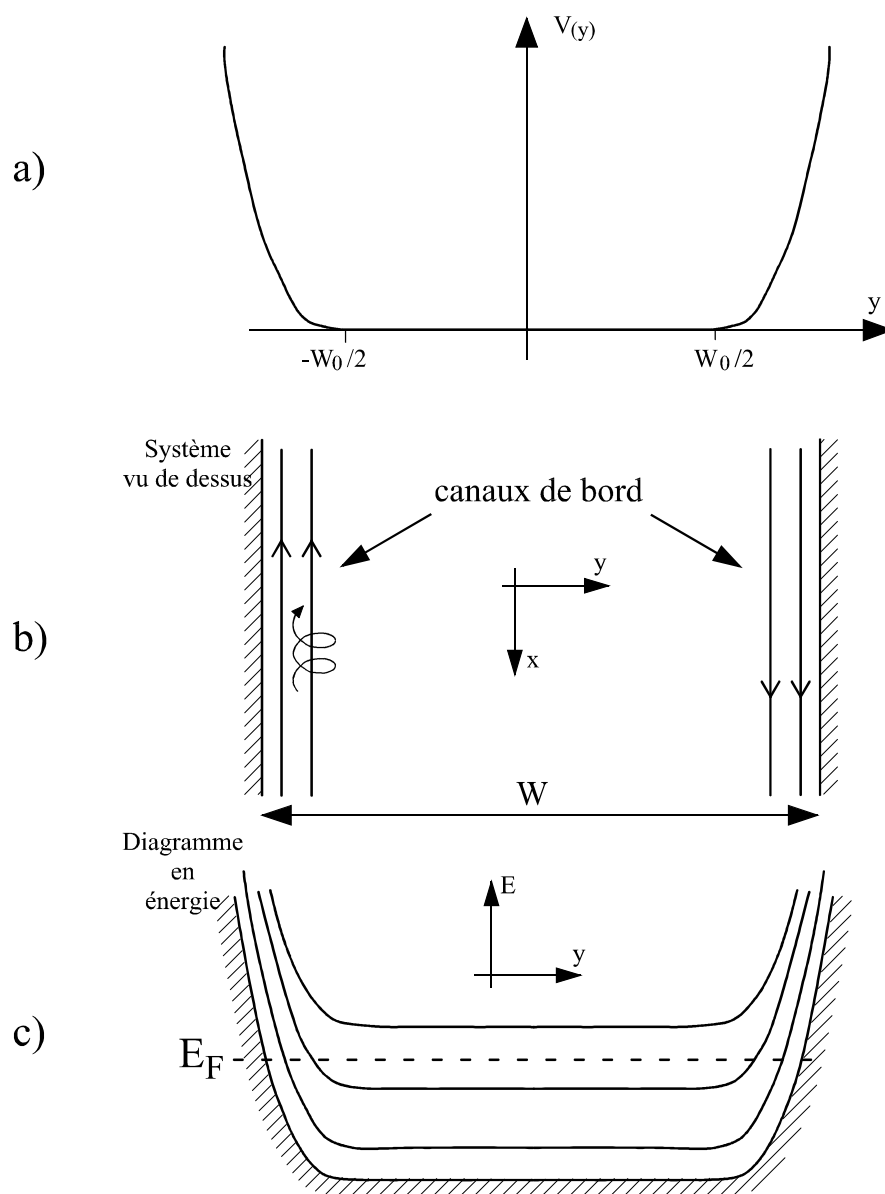 V(y)
a)
y
-W0/2
W0/2
Système
vu de dessus
canaux de bord
y
b)
x
W
Diagramme
en
énergie
E
y
c)
EF